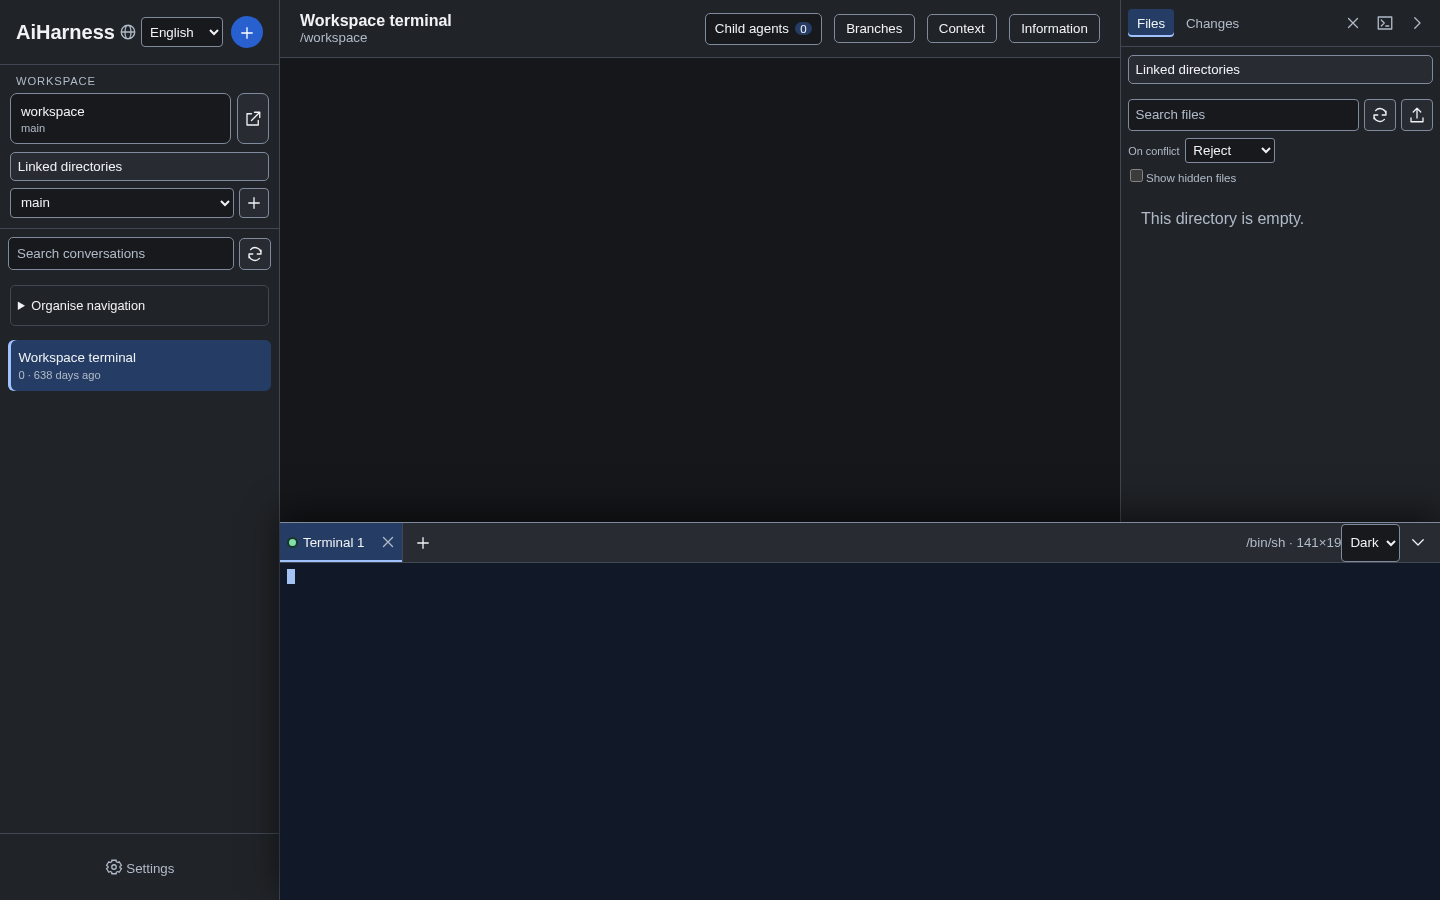 AiHarness
English
WORKSPACE
workspace
main
Linked directories
main
Search conversations
Organise navigation
Workspace terminal
0 · 638 days ago
Settings
Workspace terminal
/workspace
Child agents 0
Branches
Context
Information
Files
Changes
Linked directories
Search files
On conflict
Reject
Show hidden files
This directory is empty.
Terminal 1
/bin/sh · 141×19
Dark